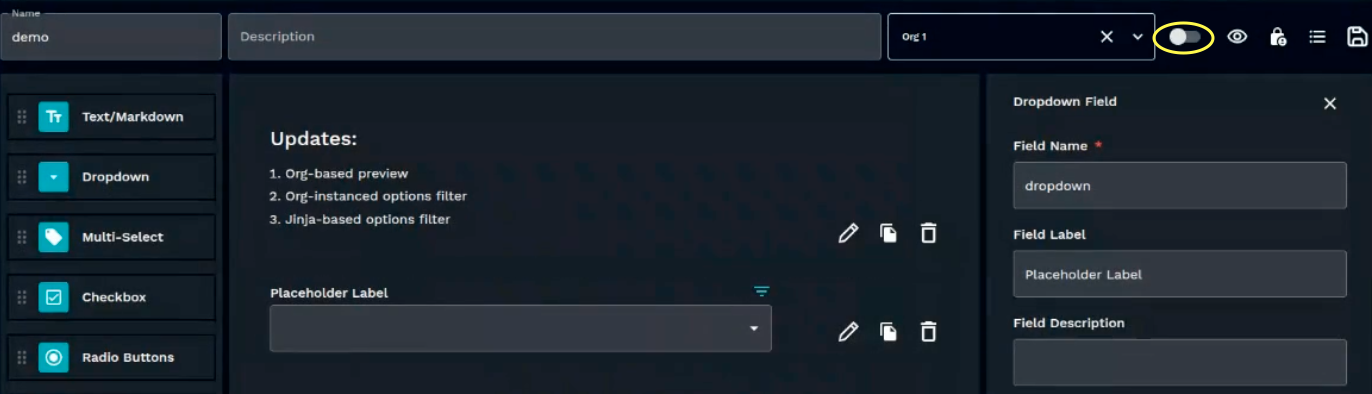 Name
demo
Description
Org 1
Text/Markdown
Dropdown
Multi-Select
Checkbox
Radio Buttons
Updates:
1. Org-based preview
2. Org-instanced options filter
3. Jinja-based options filter
Placeholder Label
Dropdown Field
Field Name *
dropdown
Field Label
Placeholder Label
Field Description